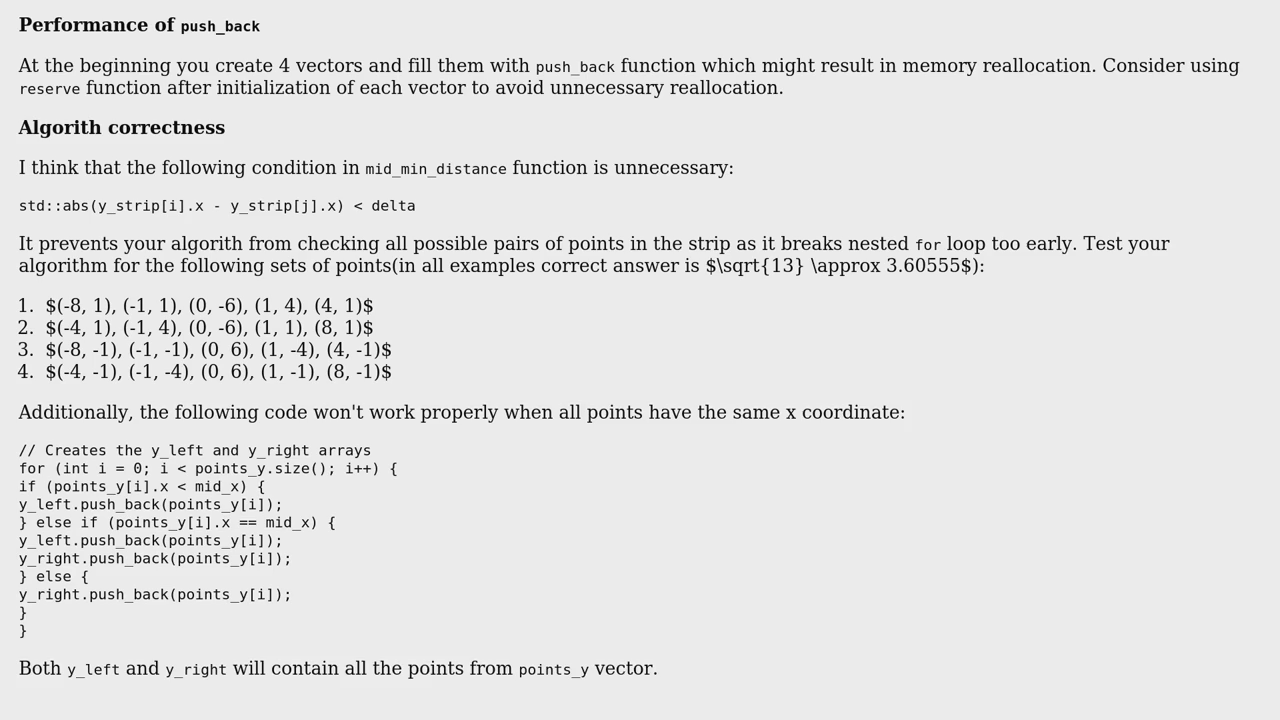 Performance of push_back
At the beginning you create 4 vectors and fill them with push_back function which might result in memory reallocation. Consider using
reserve function after initialization of each vector to avoid unnecessary reallocation.
Algorith correctness
I think that the following condition in mid_min_distance function is unnecessary:
std::abs(y_strip[i].x - y_strip[j].x) < delta
It prevents your algorith from checking all possible pairs of points in the strip as it breaks nested for loop too early. Test your
algorithm for the following sets of points(in all examples correct answer is $\sqrt{13} \approx 3.60555$):
1. $(-8, 1), (-1, 1), (0, -6), (1, 4), (4, 1)$
2. $(-4, 1), (-1, 4), (0, -6), (1, 1), (8, 1)$
3. $(-8, -1), (-1, -1), (0, 6), (1, -4), (4, -1)$
4. $(-4, -1), (-1, -4), (0, 6), (1, -1), (8, -1)$
Additionally, the following code won't work properly when all points have the same x coordinate:
// Creates the y_left and y_right arrays
for (int i = 0; i < points_y.size(); i++) {
if (points_y[i].x < mid_x) {
y_left.push_back(points_y[i]);
} else if (points_y[i].x == mid_x) {
y_left.push_back(points_y[i]);
y_right.push_back(points_y[i]);
} else {
y_right.push_back(points_y[i]);
}
}
Both y_left and y_right will contain all the points from points_y vector.